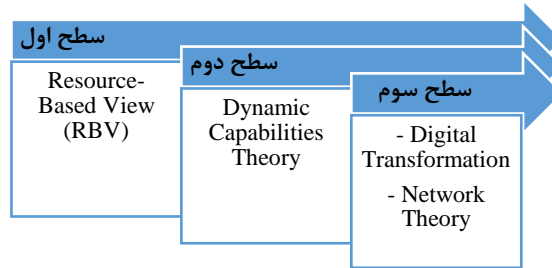 سطح اول
Resource-
Based View
(RBV)
سطح دوم
Dynamic
Capabilities
Theory
سطح سوم
- Digital
Transformation
- Network
Theory